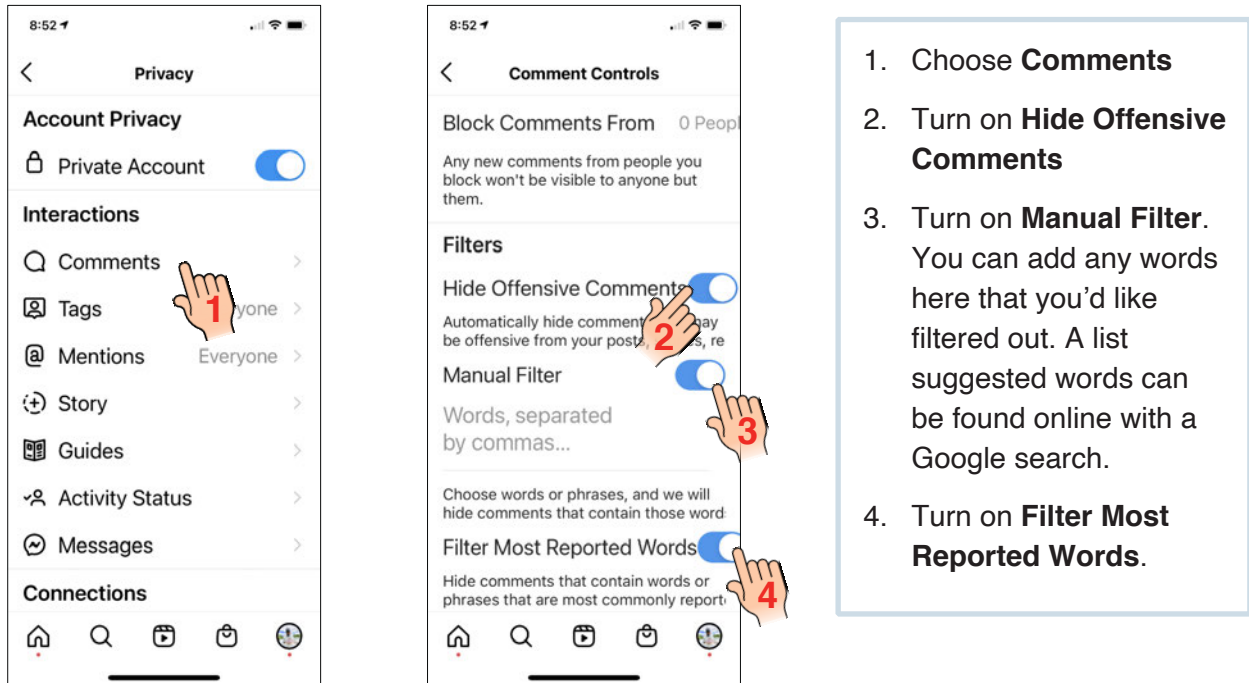 8:52
Privacy
Account Privacy
Private Account
Interactions
Comments
1
Tags yone
Mentions Everyone
Story
Guides
Activity Status
Messages
Connections
8:52
Comment Controls
Block Comments From 0 Peopl
Any new comments from people you
block won't be visible to anyone but
them.
Filters
Hide Offensive Comments
2
Automatically hide comment ay
be offensive from your posts, s, re
Manual Filter
3
Words, separated
by commas...
Choose words or phrases, and we will
hide comments that contain those word
Filter Most Reported Words
4
Hide comments that contain words or
phrases that are most commonly report
1. Choose Comments
2. Turn on Hide Offensive
Comments
3. Turn on Manual Filter.
You can add any words
here that you’d like
filtered out. A list
suggested words can
be found online with a
Google search.
4. Turn on Filter Most
Reported Words.